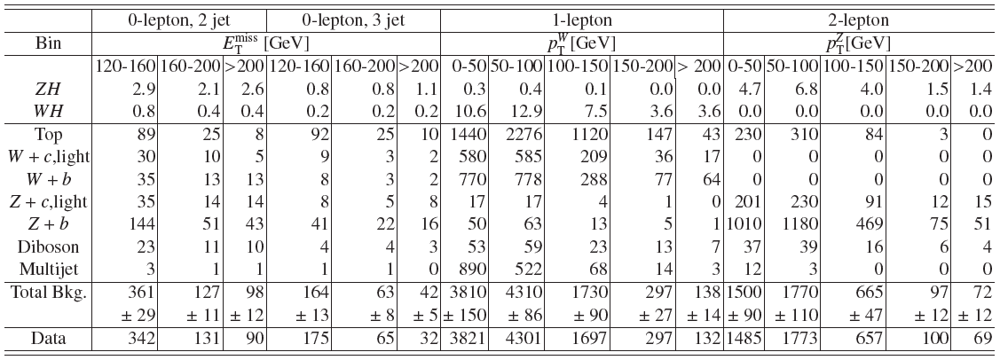 0-lepton, 2 jet 0-lepton, 3 jet 1-lepton 2-lepton
Bin E_T^miss [GeV] p_T^W [GeV] p_T^Z [GeV]
120-160 160-200 >200 120-160 160-200 >200 0-50 50-100 100-150 150-200 > 200 0-50 50-100 100-150 150-200 >200
ZH 2.9 2.1 2.6 0.8 0.8 1.1 0.3 0.4 0.1 0.0 0.0 4.7 6.8 4.0 1.5 1.4
WH 0.8 0.4 0.4 0.2 0.2 0.2 10.6 12.9 7.5 3.6 3.6 0.0 0.0 0.0 0.0 0.0
Top 89 25 8 92 25 10 1440 2276 1120 147 43 230 310 84 3 0
W + c,light 30 10 5 9 3 2 580 585 209 36 17 0 0 0 0 0
W + b 35 13 13 8 3 2 770 778 288 77 64 0 0 0 0 0
Z + c,light 35 14 14 8 5 8 17 17 4 1 0 201 230 91 12 15
Z + b 144 51 43 41 22 16 50 63 13 5 1 1010 1180 469 75 51
Diboson 23 11 10 4 4 3 53 59 23 13 7 37 39 16 6 4
Multijet 3 1 1 1 1 0 890 522 68 14 3 12 3 0 0 0
Total Bkg. 361 127 98 164 63 42 3810 4310 1730 297 138 1500 1770 665 97 72
± 29 ± 11 ± 12 ± 13 ± 8 ± 5 ± 150 ± 86 ± 90 ± 27 ± 14 ± 90 ± 110 ± 47 ± 12 ± 12
Data 342 131 90 175 65 32 3821 4301 1697 297 132 1485 1773 657 100 69